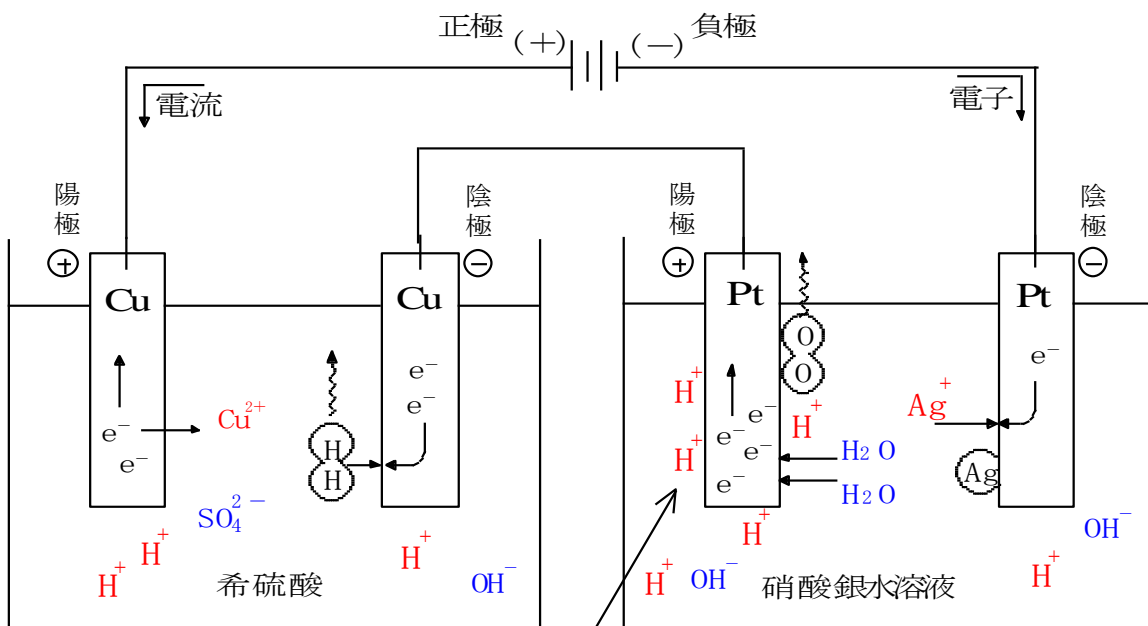 正極 (+) (−) 負極
電流
電子
陽極
陰極
陽極
陰極
+
−
+
−
Cu
Cu
Pt
Pt
O
O
e⁻
e⁻
e⁻
H⁺
Ag⁺
Cu²⁺
e⁻
e⁻
e⁻
H⁺
e⁻
e⁻
H
H
H⁺
H₂O
e⁻
H₂O
Ag
SO₄²⁻
H⁺
H⁺
H⁺
H⁺
OH⁻
H⁺
OH⁻
H⁺
OH⁻
H⁺
希硫酸
硝酸銀水溶液